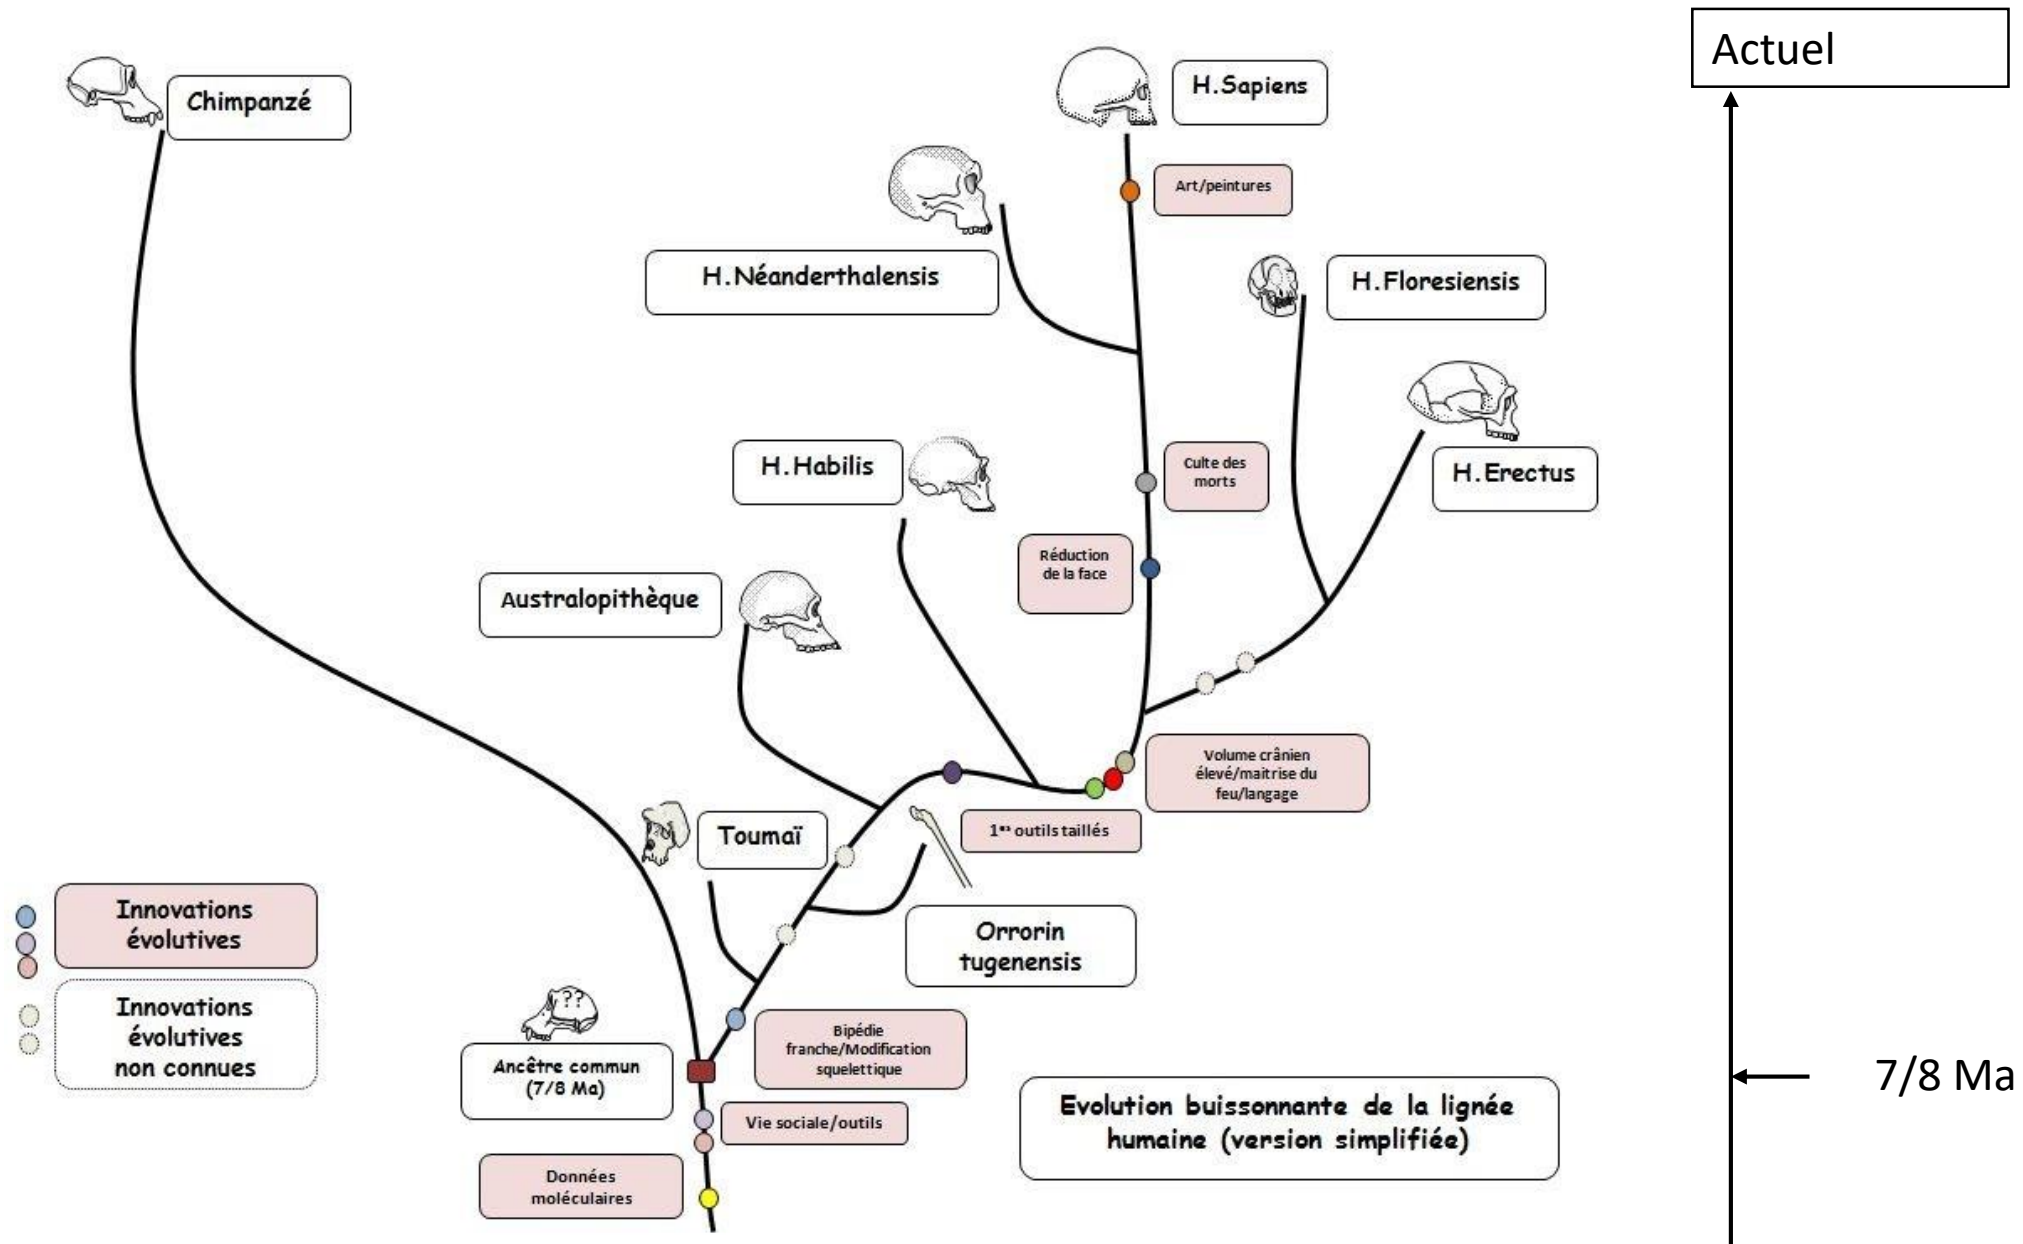 Actuel
Chimpanzé
H.Sapiens
Art/peintures
H.Néanderthalensis
H.Floresiensis
H.Habilis
Culte des
morts
H.Erectus
Réduction
de la face
Australopithèque
Volume crânien
élevé/maitrise du
feu/langage
1ers outils taillés
Toumaï
Innovations
évolutives
Orrorin
tugenensis
Innovations
évolutives
non connues
??
Bipédie
franche/Modification
squelettique
Ancêtre commun
(7/8 Ma)
7/8 Ma
Vie sociale/outils
Evolution buissonnante de la lignée
humaine (version simplifiée)
Données
moléculaires